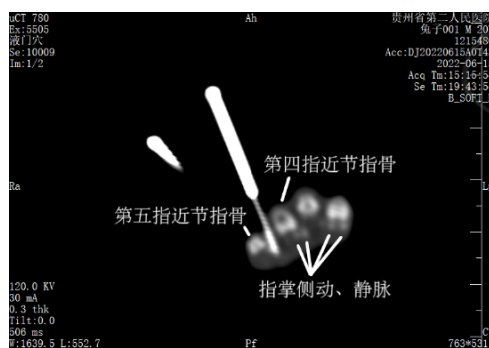 uCT 780
Ex:5505
液门穴
Se:10009
Im:1/2
Ah
贵州省第二人民医院
兔子001 M 20
121548
Acc:DJ20220615A014
2022-06-1
Acq Tm:15:15:5
Se Tm:19:43:5
B_SOFT_
Ra
L
第四指近节指骨
第五指近节指骨
指掌侧动、静脉
120.0 KV
30 mA
0.3 thk
Tilt:0.0
506 ms
W:1639.5 L:552.7
Pf
763*531